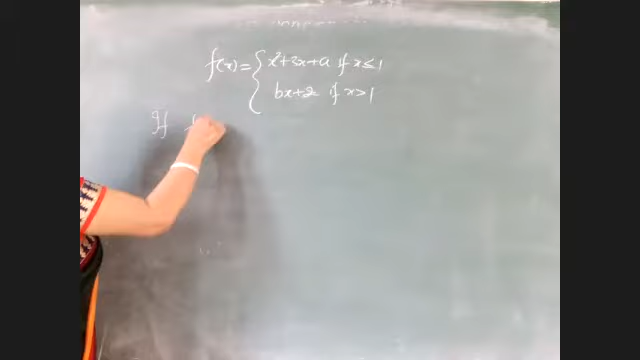 f(x) = { x²+3x+a if x ≤ 1
bx+2 if x > 1
If